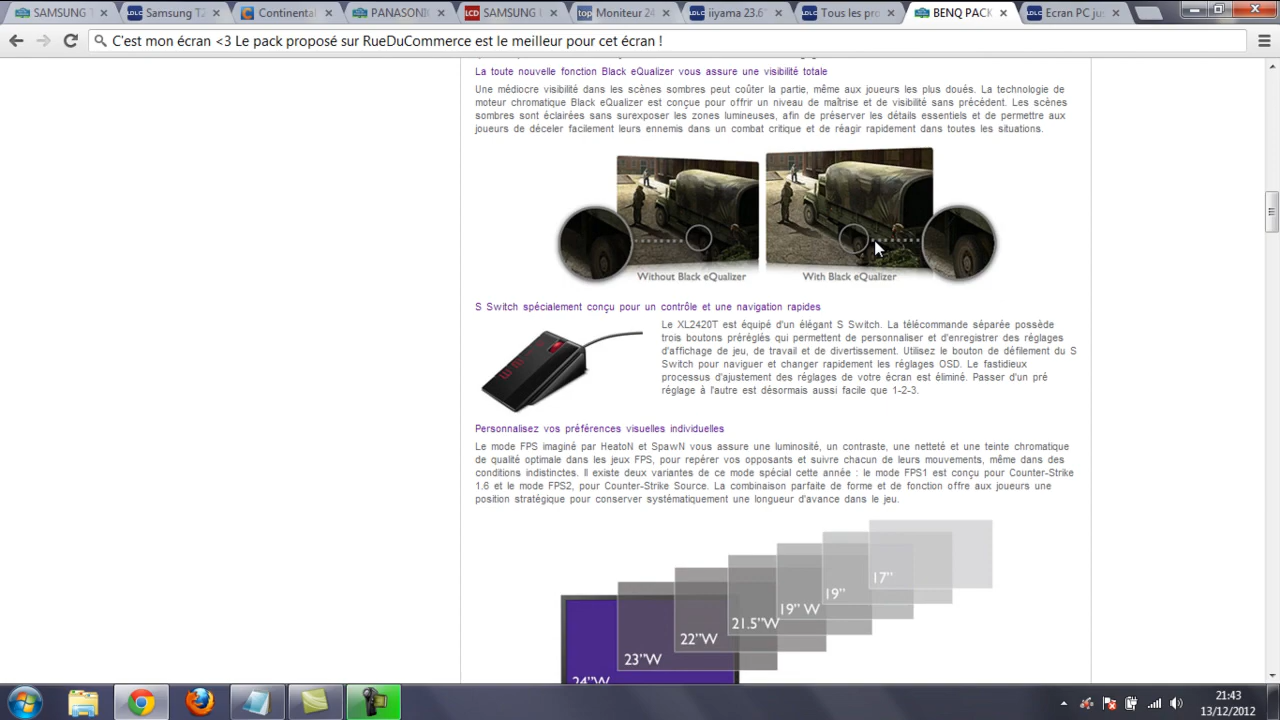 SAMSUNG T
Samsung T2
Continental
PANASONI
SAMSUNG L
Moniteur 24
iiyama 23.6"
Tous les pro
BENQ PACK
Ecran PC jus
C'est mon écran <3 Le pack proposé sur RueDuCommerce est le meilleur pour cet écran !
La toute nouvelle fonction Black eQualizer vous assure une visibilité totale
Une médiocre visibilité dans les scènes sombres peut coûter la partie, même aux joueurs les plus doués. La technologie de
moteur chromatique Black eQualizer est conçue pour offrir un niveau de maîtrise et de visibilité sans précédent. Les scènes
sombres sont éclairées sans surexposer les zones lumineuses, afin de préserver les détails essentiels et de permettre aux
joueurs de déceler facilement leurs ennemis dans un combat critique et de réagir rapidement dans toutes les situations.
Without Black eQualizer
With Black eQualizer
S Switch spécialement conçu pour un contrôle et une navigation rapides
Le XL2420T est équipé d'un élégant S Switch. La télécommande séparée possède
trois boutons préréglés qui permettent de personnaliser et d'enregistrer des réglages
d'affichage de jeu, de travail et de divertissement. Utilisez le bouton de défilement du S
Switch pour naviguer et changer rapidement les réglages OSD. Le fastidieux
processus d'ajustement des réglages de votre écran est éliminé. Passer d'un pré
réglage à l'autre est désormais aussi facile que 1-2-3.
Personnalisez vos préférences visuelles individuelles
Le mode FPS imaginé par HeatoN et SpawN vous assure une luminosité, un contraste, une netteté et une teinte chromatique
de qualité optimale dans les jeux FPS, pour repérer vos opposants et suivre chacun de leurs mouvements, même dans des
conditions indistinctes. Il existe deux variantes de ce mode spécial cette année : le mode FPS1 est conçu pour Counter-Strike
1.6 et le mode FPS2, pour Counter-Strike Source. La combinaison parfaite de forme et de fonction offre aux joueurs une
position stratégique pour conserver systématiquement une longueur d'avance dans le jeu.
17"
19"
19" W
21.5"W
22"W
23"W
24"W
21:43
13/12/2012